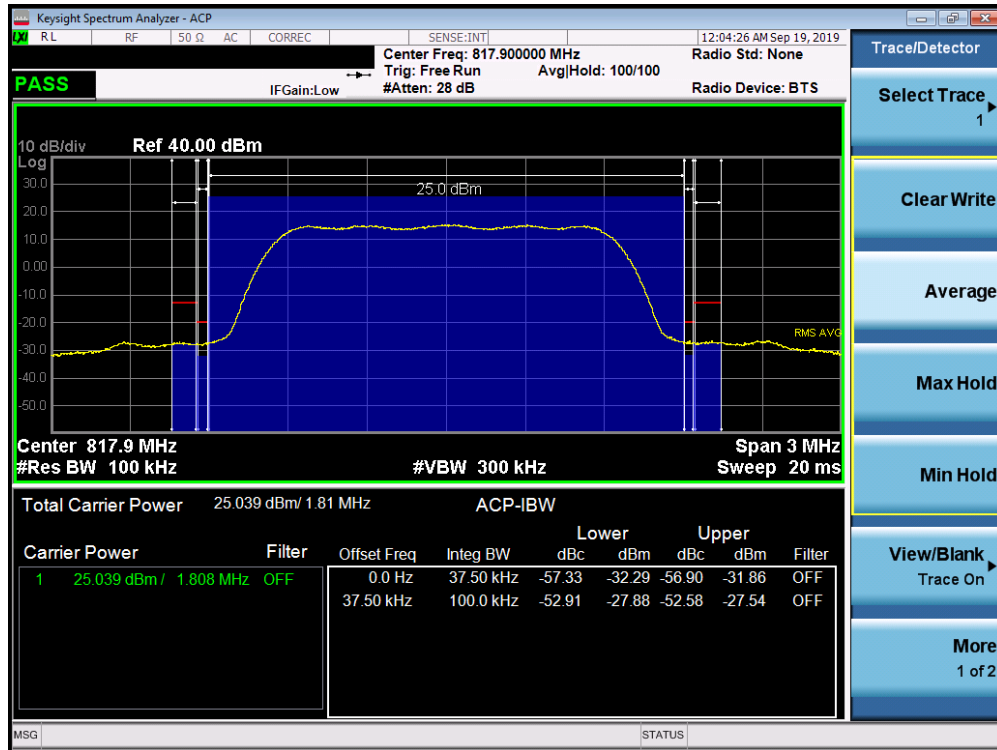 Keysight Spectrum Analyzer - ACP
LXI RL RF 50 Ω AC CORREC SENSE:INT 12:04:26 AM Sep 19, 2019
Center Freq: 817.900000 MHz Radio Std: None
Trig: Free Run Avg|Hold: 100/100
PASS IFGain:Low #Atten: 28 dB Radio Device: BTS
10 dB/div Ref 40.00 dBm
Log
30.0
25.0 dBm
20.0
10.0
0.00
-10.0
-20.0
RMS AVG
-30.0
-40.0
-50.0
Center 817.9 MHz Span 3 MHz
#Res BW 100 kHz #VBW 300 kHz Sweep 20 ms
Total Carrier Power 25.039 dBm/ 1.81 MHz ACP-IBW
Lower Upper
Carrier Power Filter Offset Freq Integ BW dBc dBm dBc dBm Filter
1 25.039 dBm / 1.808 MHz OFF 0.0 Hz 37.50 kHz -57.33 -32.29 -56.90 -31.86 OFF
37.50 kHz 100.0 kHz -52.91 -27.88 -52.58 -27.54 OFF
MSG STATUS
Trace/Detector
Select Trace
1
Clear Write
Average
Max Hold
Min Hold
View/Blank
Trace On
More
1 of 2